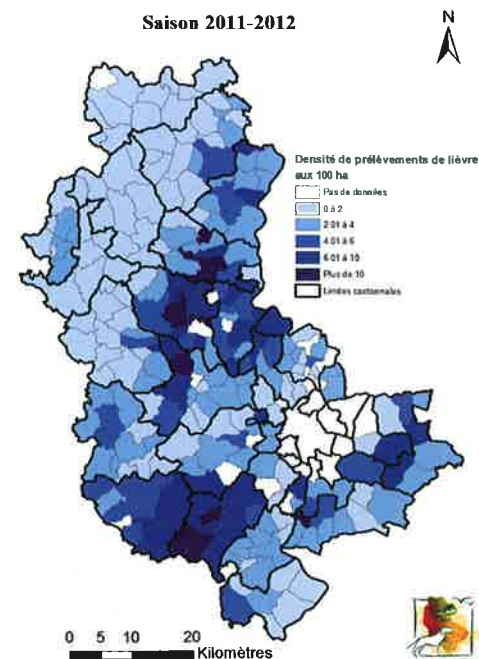 Saison 2011-2012
N
Densité de prélèvements de lièvre
aux 100 ha
Pas de données
0 à 2
2.01 à 4
4.01 à 6
6.01 à 10
Plus de 10
Limites cantonnales
0 5 10 20
Kilomètres